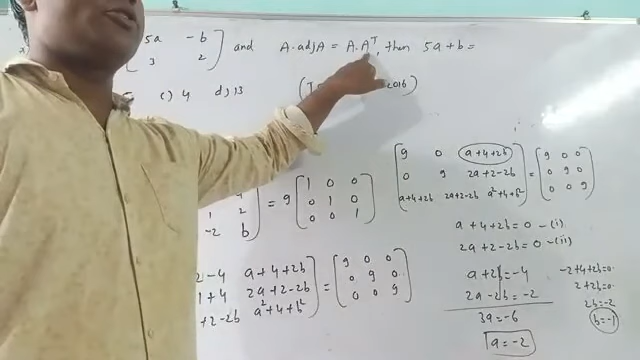 5a -b
3 2 and A.adjA = A.Aᵀ, then 5a+b=
c) 4 d) 13 2016)
[9 0 a+4+2b
0 9 2a+2-2b
a+4+2b 2a+2-2b a²+4+b²] = [9 0 0
0 9 0
0 0 9]
1 2
-2 b] = 9 [1 0 0
0 1 0
0 0 1]
a+4+2b=0 -(i)
2a+2-2b=0 -(ii)
2-4 a+4+2b
1+4 2a+2-2b
+2-2b a²+4+b²] = [9 0 0
0 9 0
0 0 9]
a+2b=-4
2a-2b=-2
3a=-6
a=-2
-2+4+2b=0
2+2b=0
2b=-2
b=-1